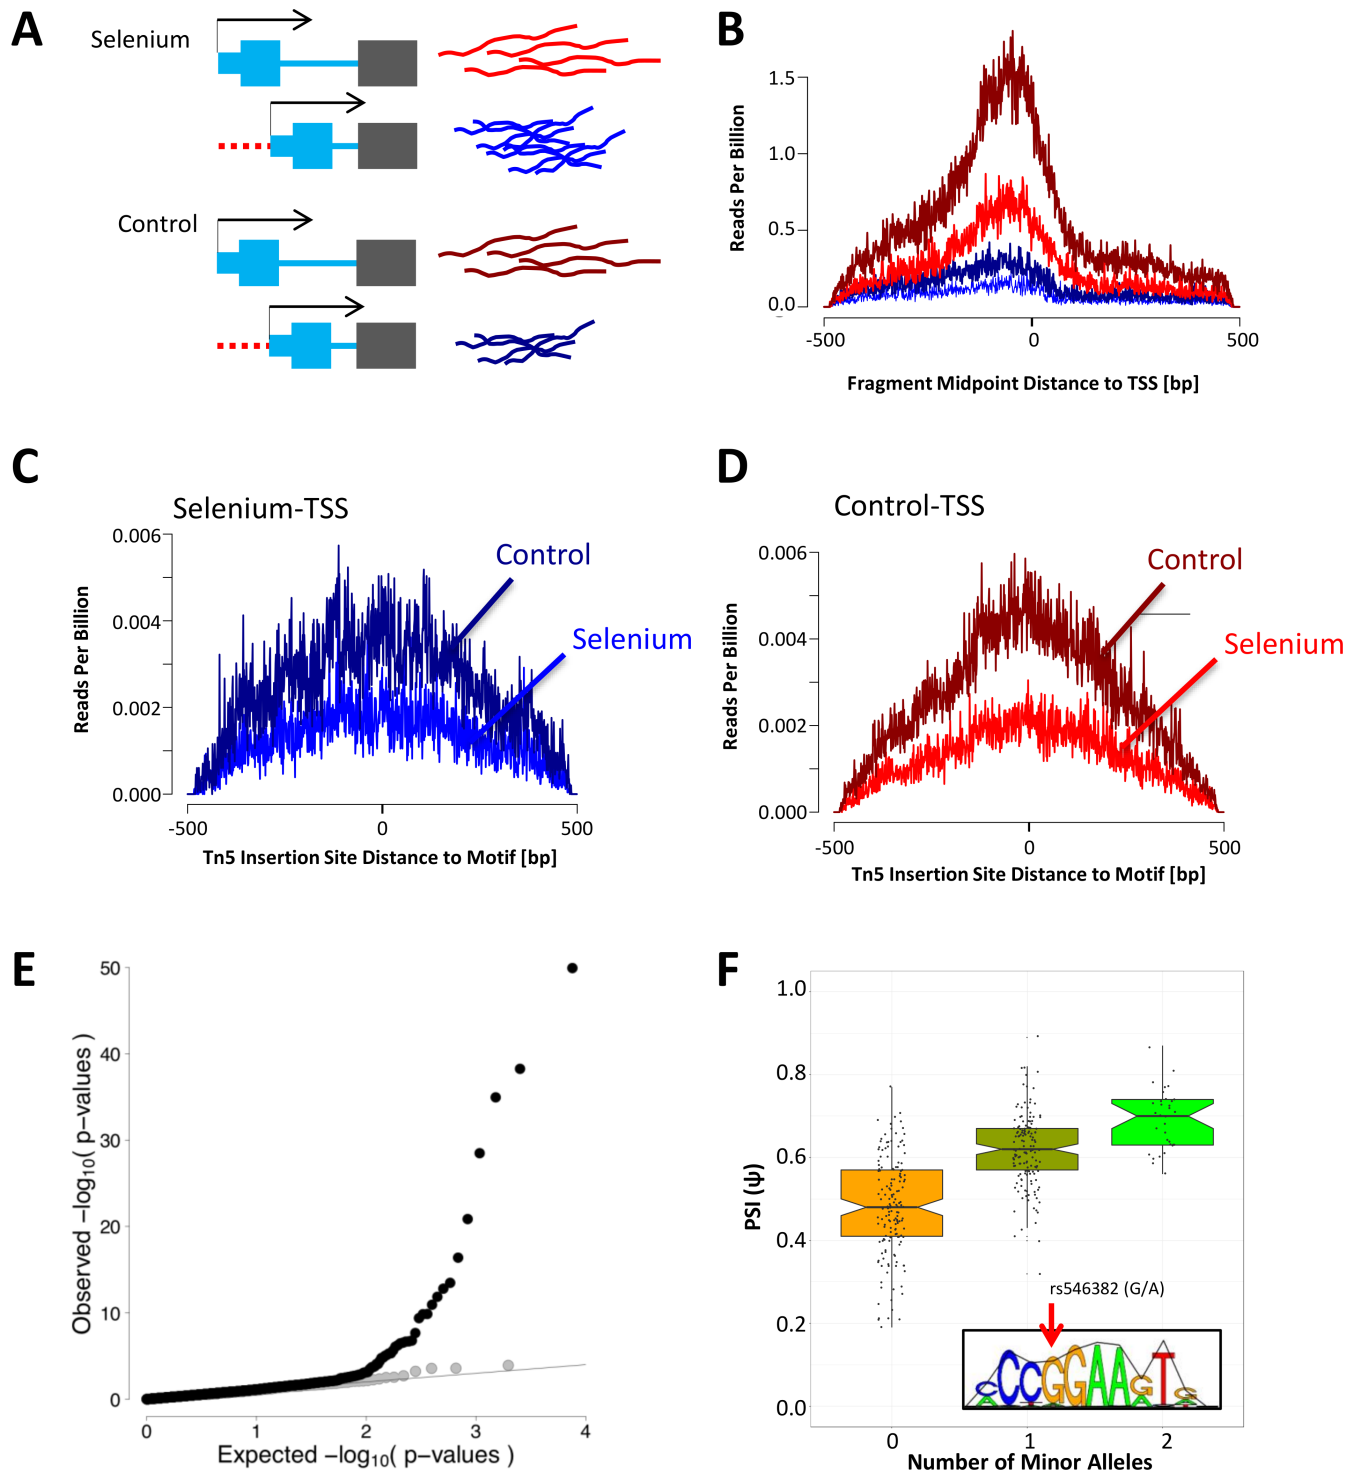 A
Selenium
Control
B
Reads Per Billion
1.5
1.0
0.5
0.0
-500
0
500
Fragment Midpoint Distance to TSS [bp]
C
Selenium-TSS
Reads Per Billion
0.006
0.004
0.002
0.000
Control
Selenium
-500
0
500
Tn5 Insertion Site Distance to Motif [bp]
D
Control-TSS
Reads Per Billion
0.006
0.004
0.002
0.000
Control
Selenium
-500
0
500
Tn5 Insertion Site Distance to Motif [bp]
E
Observed −log10( p−values )
50
40
30
20
10
0
0
1
2
3
4
Expected −log10( p−values )
F
PSI (ψ)
1.0
0.8
0.6
0.4
0.2
0.0
rs546382 (G/A)
CCGGAAGT
0
1
2
Number of Minor Alleles